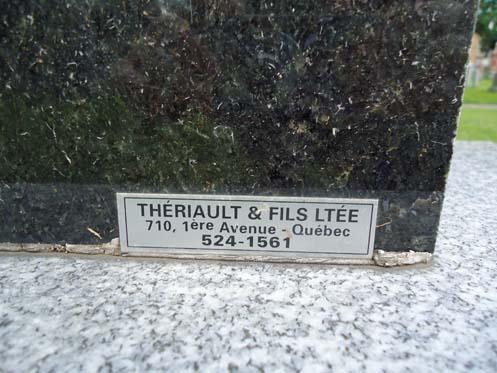 THÉRIAULT & FILS LTÉE
710, 1ère Avenue - Québec
524-1561